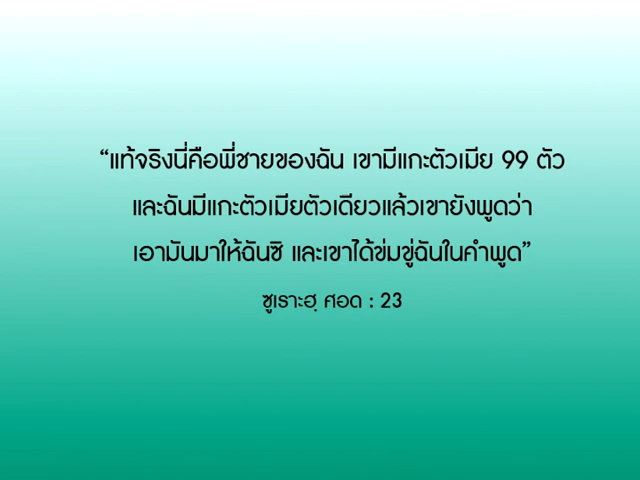 “แท้จริงนี่คือพี่ชายของฉัน เขามีแกะตัวเมีย 99 ตัว
และฉันมีแกะตัวเมียตัวเดียวแล้วเขายังพูดว่า
เอามันมาให้ฉันซิ และเขาได้ข่มขู่ฉันในคำพูด”
ซูเราะฮฺ ศอด : 23